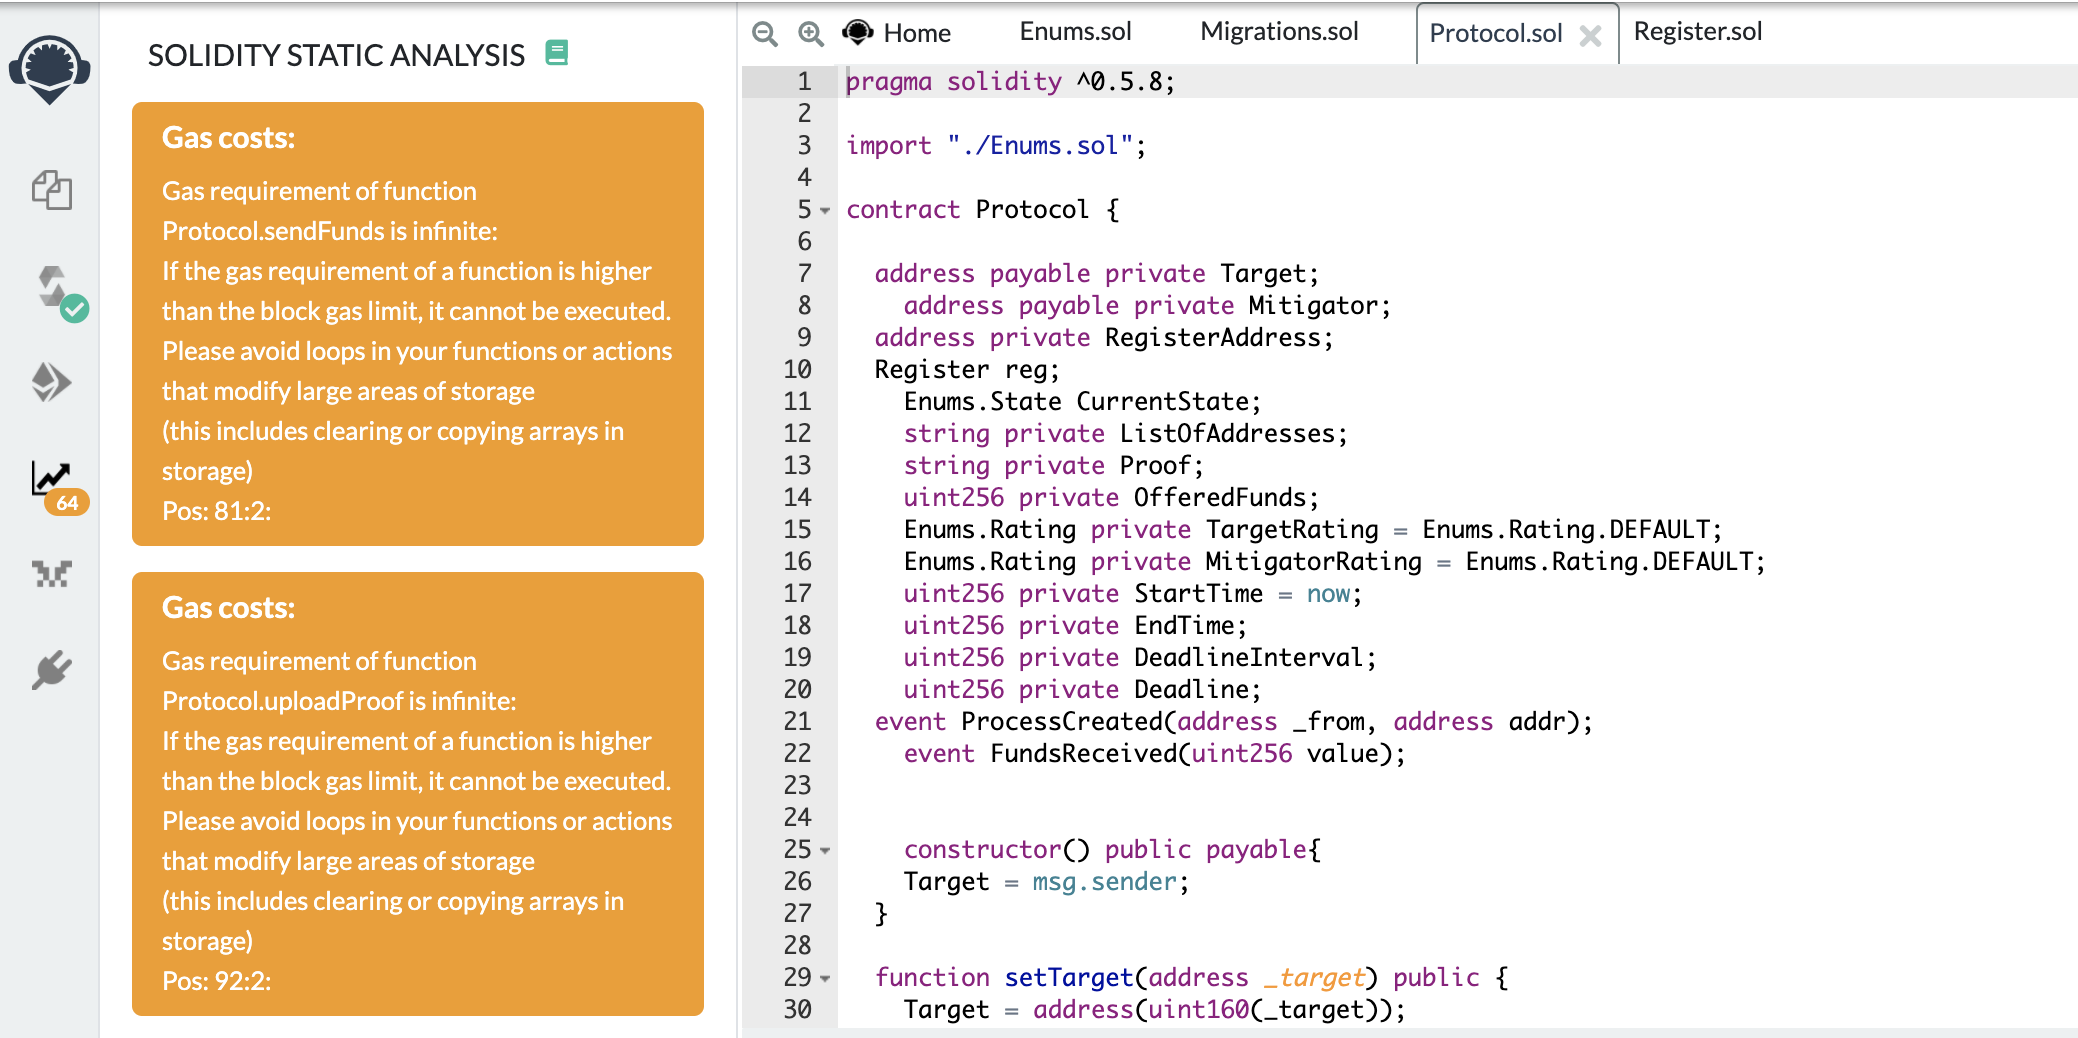 SOLIDITY STATIC ANALYSIS
Gas costs:
Gas requirement of function
Protocol.sendFunds is infinite:
If the gas requirement of a function is higher
than the block gas limit, it cannot be executed.
Please avoid loops in your functions or actions
that modify large areas of storage
(this includes clearing or copying arrays in
storage)
Pos: 81:2:
Gas costs:
Gas requirement of function
Protocol.uploadProof is infinite:
If the gas requirement of a function is higher
than the block gas limit, it cannot be executed.
Please avoid loops in your functions or actions
that modify large areas of storage
(this includes clearing or copying arrays in
storage)
Pos: 92:2:
64
Home Enums.sol Migrations.sol Protocol.sol Register.sol
1 pragma solidity ^0.5.8;
2
3 import "./Enums.sol";
4
5 contract Protocol {
6
7 address payable private Target;
8 address payable private Mitigator;
9 address private RegisterAddress;
10 Register reg;
11 Enums.State CurrentState;
12 string private ListOfAddresses;
13 string private Proof;
14 uint256 private OfferedFunds;
15 Enums.Rating private TargetRating = Enums.Rating.DEFAULT;
16 Enums.Rating private MitigatorRating = Enums.Rating.DEFAULT;
17 uint256 private StartTime = now;
18 uint256 private EndTime;
19 uint256 private DeadlineInterval;
20 uint256 private Deadline;
21 event ProcessCreated(address _from, address addr);
22 event FundsReceived(uint256 value);
23
24
25 constructor() public payable{
26 Target = msg.sender;
27 }
28
29 function setTarget(address _target) public {
30 Target = address(uint160(_target));